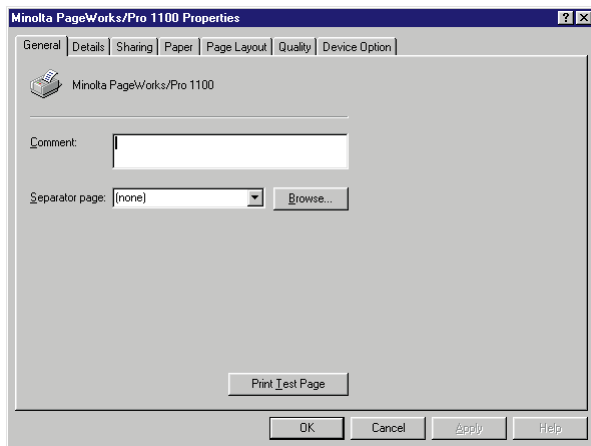 Minolta PageWorks/Pro 1100 Properties
General Details Sharing Paper Page Layout Quality Device Option
Minolta PageWorks/Pro 1100
Comment:
Separator page: (none) Browse...
Print Test Page
OK Cancel Apply Help